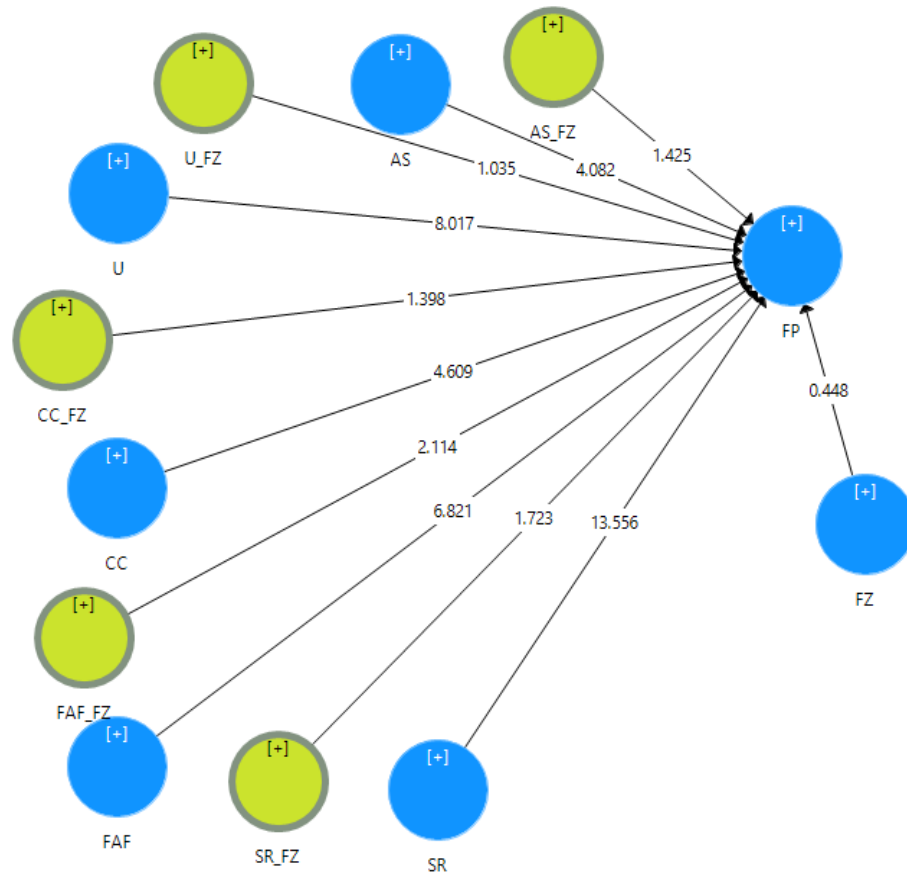 [+]
AS_FZ
[+]
U_FZ
[+]
AS
1.425
1.035
4.082
[+]
U
8.017
[+]
FP
[+]
CC_FZ
1.398
4.609
0.448
[+]
CC
2.114
[+]
FZ
6.821
1.723
13.556
[+]
FAF_FZ
[+]
FAF
[+]
SR_FZ
[+]
SR